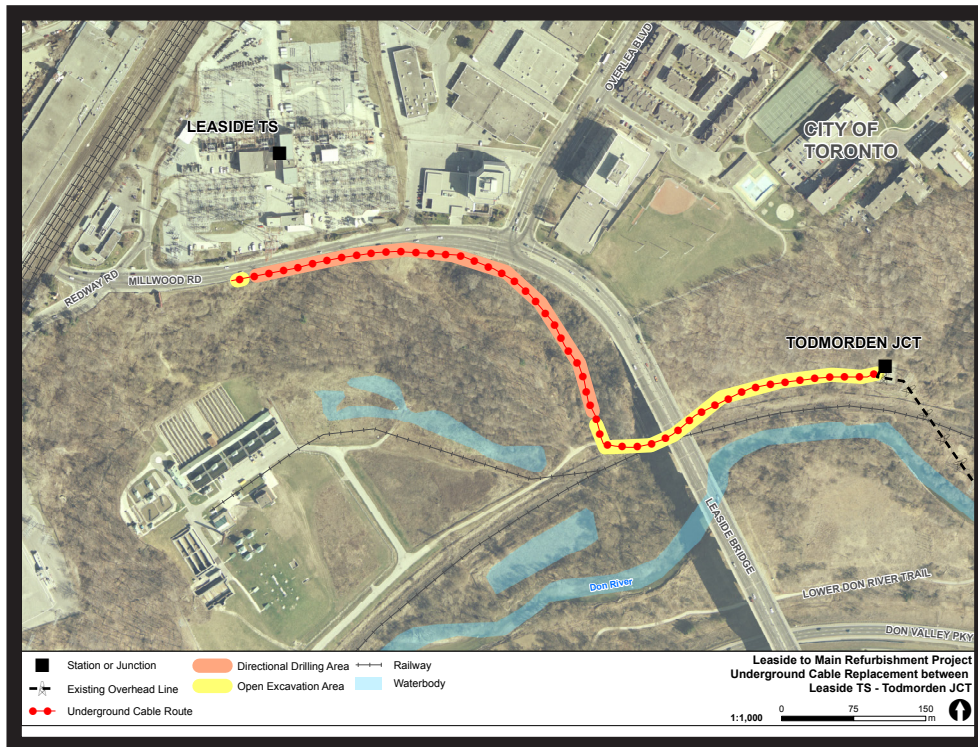 OVERLEA BLVD
LEASIDE TS
CITY OF
TORONTO
REDWAY RD
MILLWOOD RD
TODMORDEN JCT
LEASIDE BRIDGE
Don River
LOWER DON RIVER TRAIL
DON VALLEY PKY
Station or Junction
Existing Overhead Line
Underground Cable Route
Directional Drilling Area
Open Excavation Area
Railway
Waterbody
Leaside to Main Refurbishment Project
Underground Cable Replacement between
Leaside TS - Todmorden JCT
1:1,000
0 75 150
m